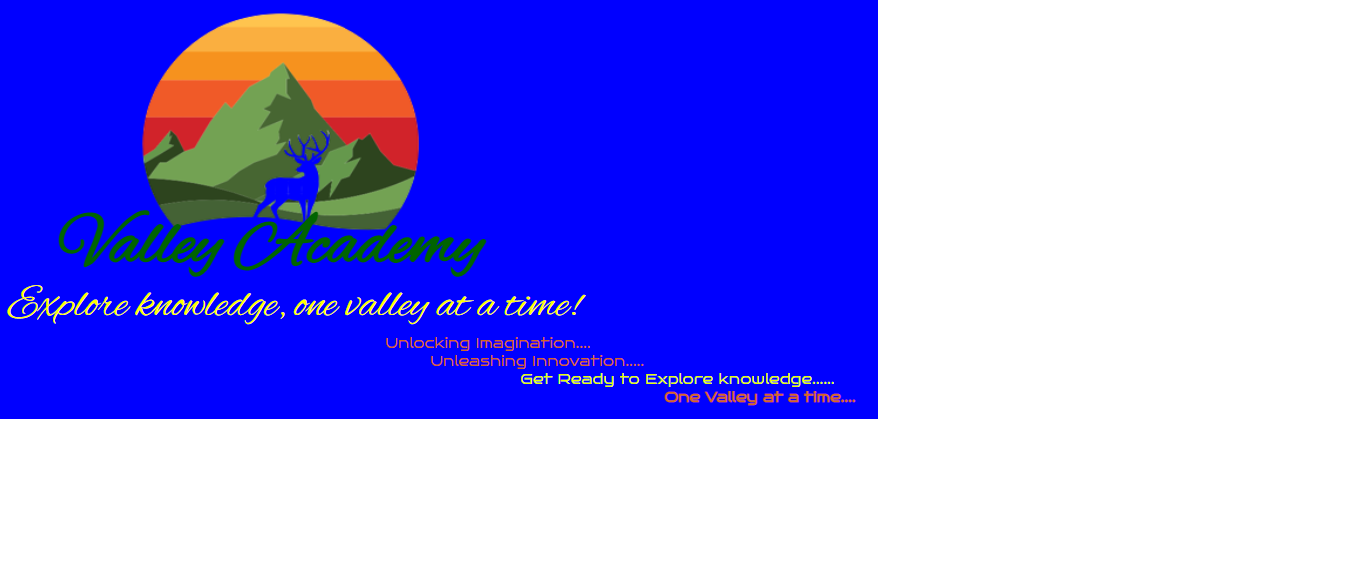 Valley Academy
Explore knowledge, one valley at a time!
Unlocking Imagination....
Unleashing Innovation.....
Get Ready to Explore knowledge......
One Valley at a time....